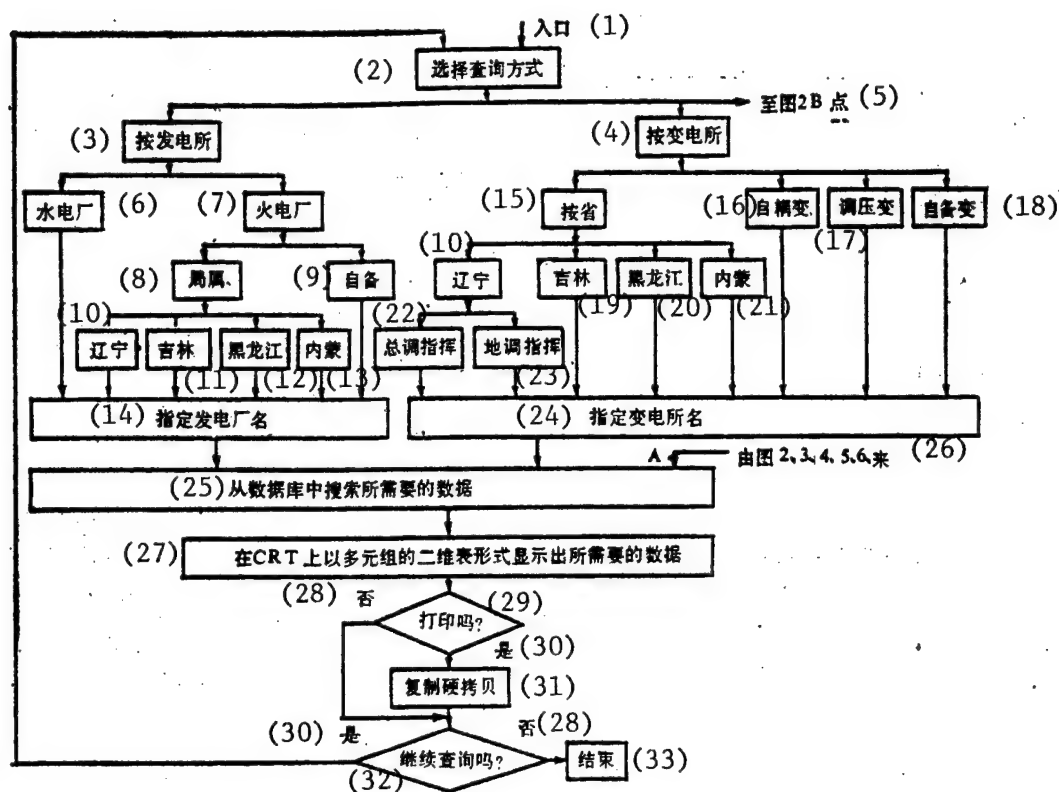 入口 (1)
(2) 选择查询方式
至图2B点 (5)
(3) 按发电所
(4) 按变电所
水电厂 (6)
(7) 火电厂
(15) 按省
(16) 自耦变
调压变 (17)
自备变 (18)
(8) 局属
(9) 自备
(10) 辽宁
吉林 (19)
黑龙江 (20)
内蒙 (21)
(10) 辽宁
吉林 (11)
黑龙江 (12)
内蒙 (13)
(22) 总调指挥
地调指挥 (23)
(14) 指定发电厂名
(24) 指定变电所名
A 由图 2、3、4、5、6、来 (26)
(25) 从数据库中搜索所需要的数据
(27) 在CRT上以多元组的二维表形式显示出所需要的数据
(28) 否
打印吗? (29)
是 (30)
复制硬拷贝 (31)
(30) 是
否 (28)
继续查询吗? (32)
结束 (33)